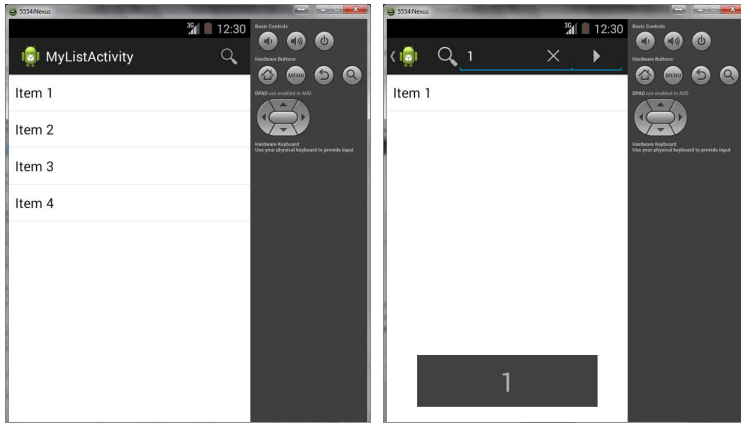 5554:Nexus
3G 12:30
MyListActivity
Item 1
Item 2
Item 3
Item 4
Basic Controls
Hardware Buttons
MENU
DPAD not enabled in AVD
Hardware Keyboard
Use your physical keyboard to provide input
5554:Nexus
3G 12:30
1
Item 1
1
Basic Controls
Hardware Buttons
MENU
DPAD not enabled in AVD
Hardware Keyboard
Use your physical keyboard to provide input